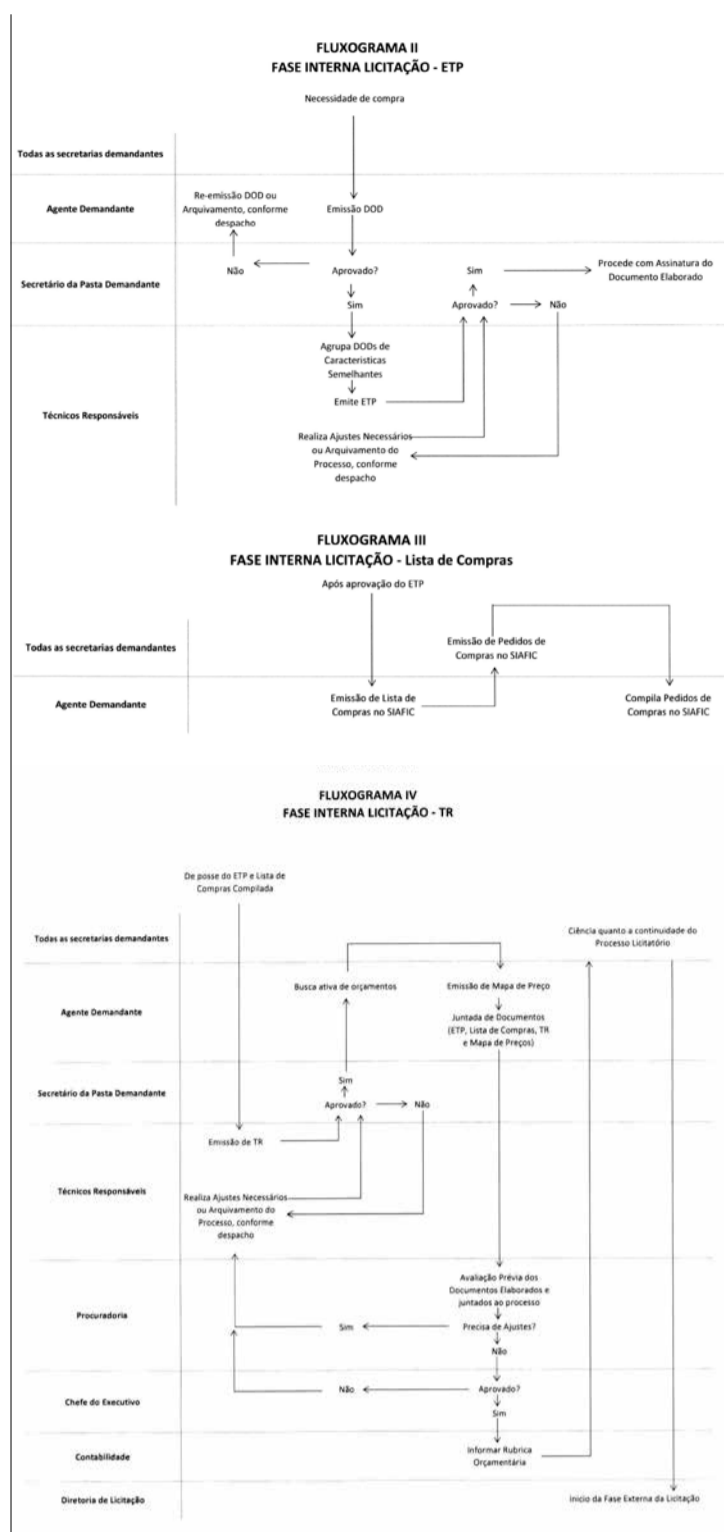 FLUXOGRAMA II
FASE INTERNA LICITAÇÃO - ETP
Necessidade de compra
Todas as secretarias demandantes
Agente Demandante
Re-emissão DOD ou
Arquivamento, conforme
despacho
Emissão DOD
Secretário da Pasta Demandante
Não
Aprovado?
Sim
Sim
Aprovado?
Não
Procede com Assinatura do
Documento Elaborado
Técnicos Responsáveis
Agrupa DODs de
Caracteristicas
Semelhantes
Emite ETP
Realiza Ajustes Necessários
ou Arquivamento do
Processo, conforme
despacho
FLUXOGRAMA III
FASE INTERNA LICITAÇÃO - Lista de Compras
Após aprovação do ETP
Todas as secretarias demandantes
Emissão de Pedidos de
Compras no SIAFIC
Agente Demandante
Emissão de Lista de
Compras no SIAFIC
Compila Pedidos de
Compras no SIAFIC
FLUXOGRAMA IV
FASE INTERNA LICITAÇÃO - TR
De posse do ETP e Lista de
Compras Compilada
Todas as secretarias demandantes
Ciência quanto a continuidade do
Processo Licitatório
Agente Demandante
Busca ativa de orçamentos
Emissão de Mapa de Preço
Juntada de Documentos
(ETP, Lista de Compras, TR
e Mapa de Preços)
Secretário da Pasta Demandante
Sim
Aprovado?
Não
Técnicos Responsáveis
Emissão de TR
Realiza Ajustes Necessários
ou Arquivamento do
Processo, conforme
despacho
Procuradoria
Avaliação Prévia dos
Documentos Elaborados e
juntados ao processo
Precisa de Ajustes?
Sim
Não
Chefe do Executivo
Não
Aprovado?
Sim
Contabilidade
Informar Rubrica
Orçamentária
Diretoria de Licitação
Inicio da Fase Externa da Licitação